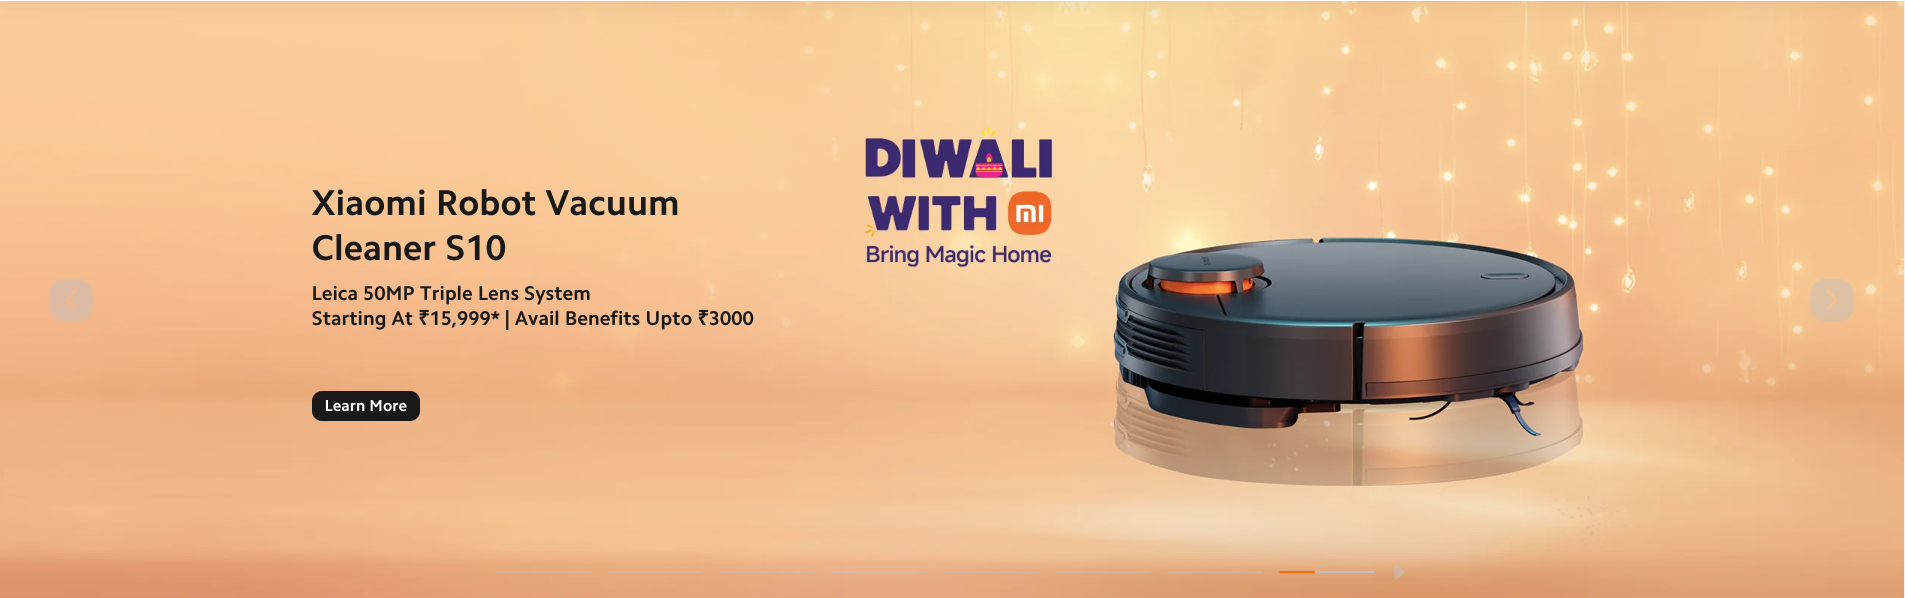 Xiaomi Robot Vacuum
Cleaner S10
Leica 50MP Triple Lens System
Starting At ₹15,999* | Avail Benefits Upto ₹3000
Learn More
DIWALI
WITH mi
Bring Magic Home